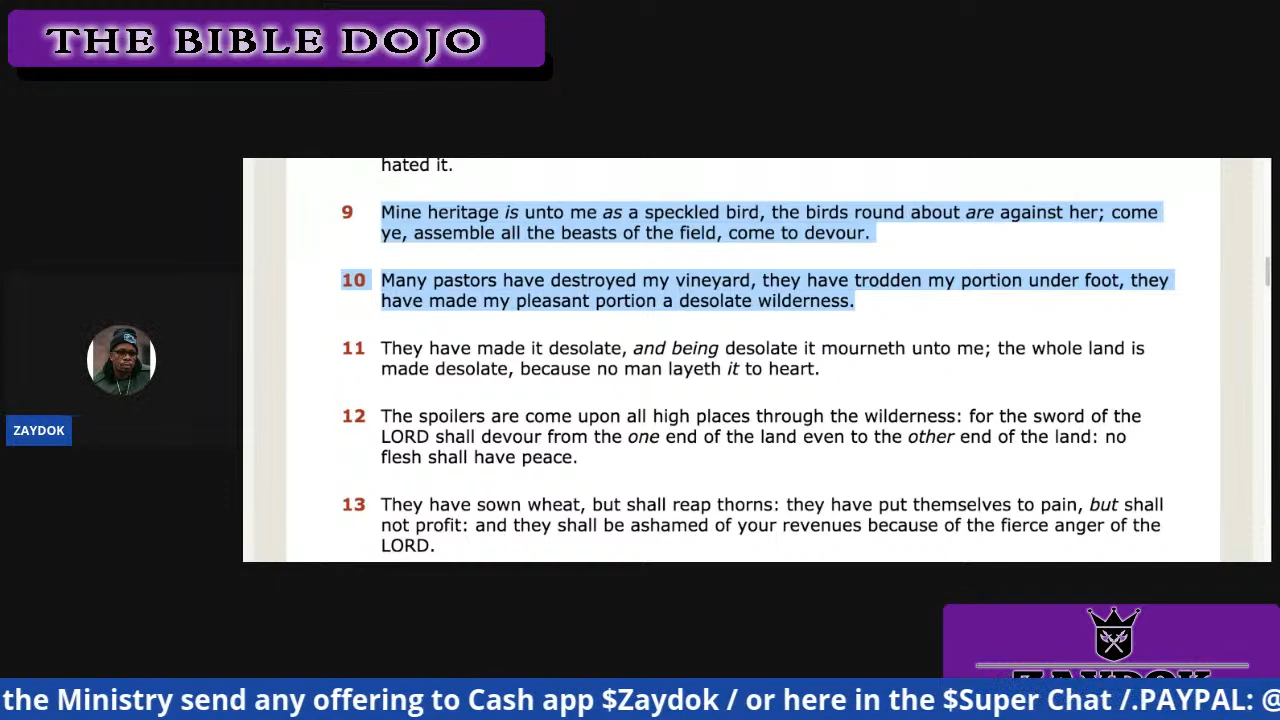 THE BIBLE DOJO
hated it.
9 Mine heritage is unto me as a speckled bird, the birds round about are against her; come
ye, assemble all the beasts of the field, come to devour.
10 Many pastors have destroyed my vineyard, they have trodden my portion under foot, they
have made my pleasant portion a desolate wilderness.
11 They have made it desolate, and being desolate it mourneth unto me; the whole land is
made desolate, because no man layeth it to heart.
12 The spoilers are come upon all high places through the wilderness: for the sword of the
LORD shall devour from the one end of the land even to the other end of the land: no
flesh shall have peace.
13 They have sown wheat, but shall reap thorns: they have put themselves to pain, but shall
not profit: and they shall be ashamed of your revenues because of the fierce anger of the
LORD.
ZAYDOK
ZAYDOK
the Ministry send any offering to Cash app $Zaydok / or here in the $Super Chat /.PAYPAL: @